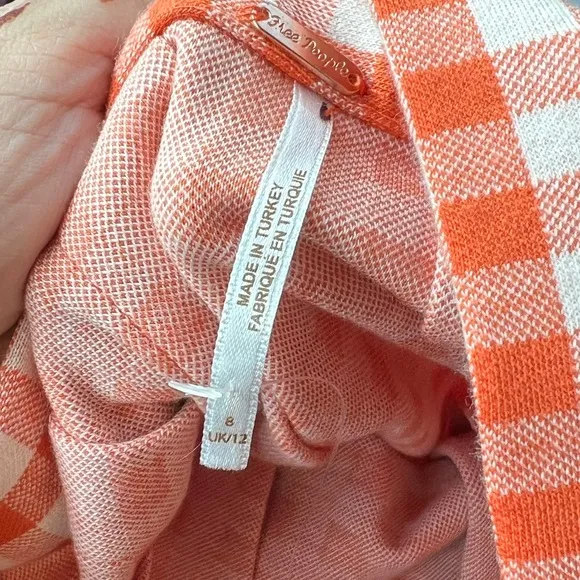 Free People
MADE IN TURKEY
FABRIQUÉ EN TURQUIE
8
UK/12